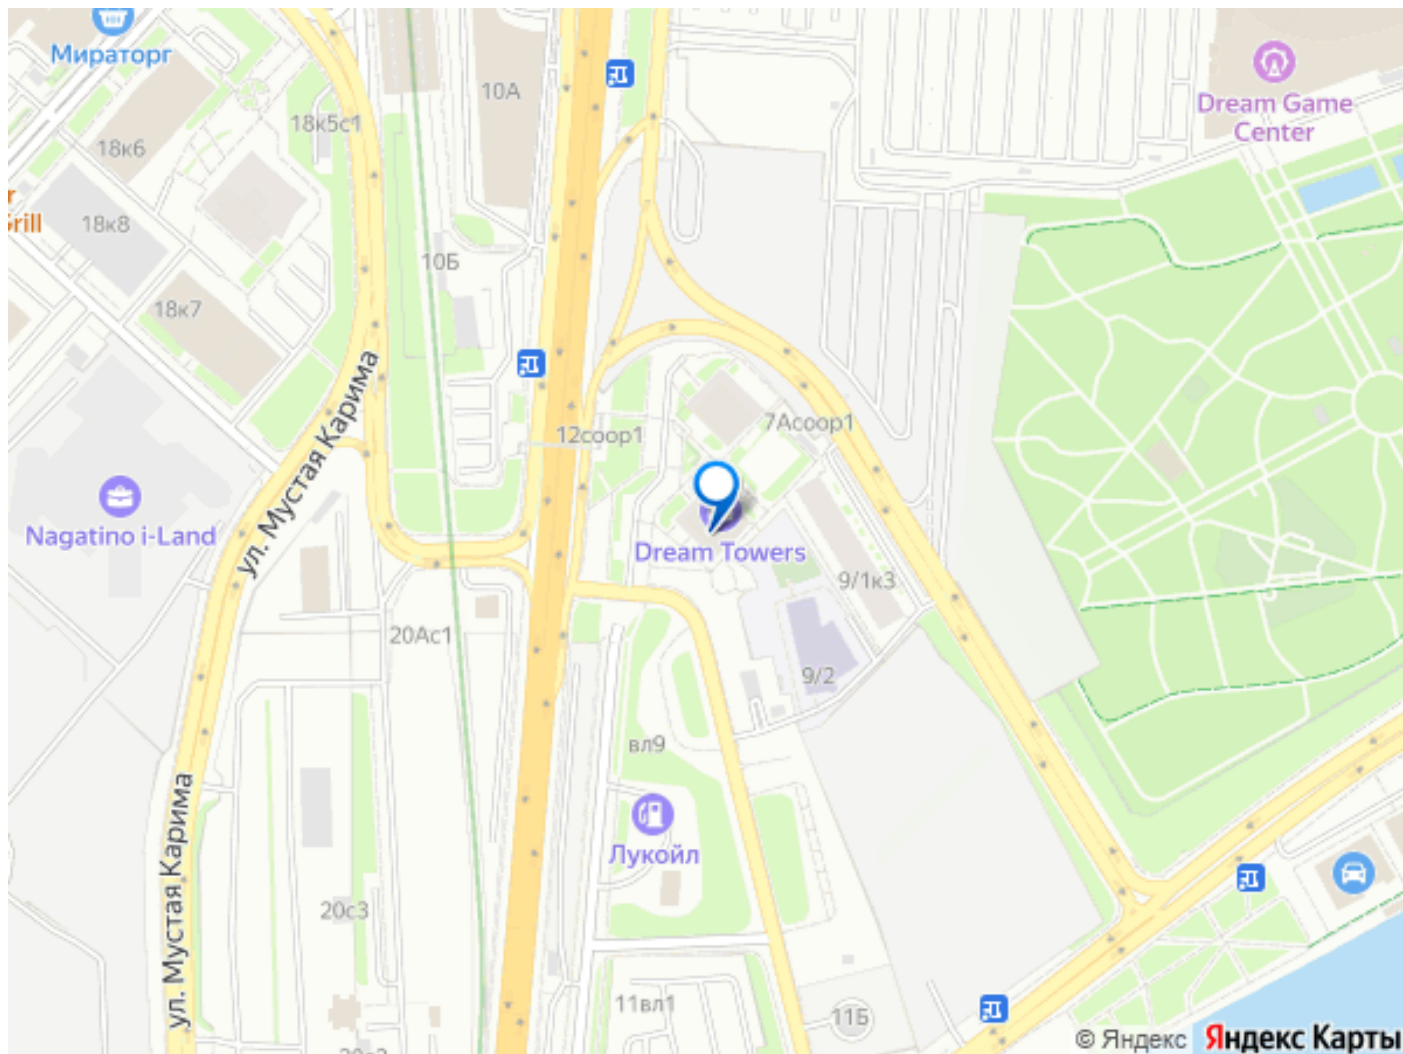 Мираторг
10А
Dream Game
Center
18к5с1
18к6
Grill
18к8
10Б
18к7
ул. Мустая Карима
12соор1
7Асоор1
Nagatino i-Land
Dream Towers
9/1к3
20Ас1
9/2
вл9
ул. Мустая Карима
Лукойл
20с3
11вл1
11Б
© Яндекс Яндекс Карты